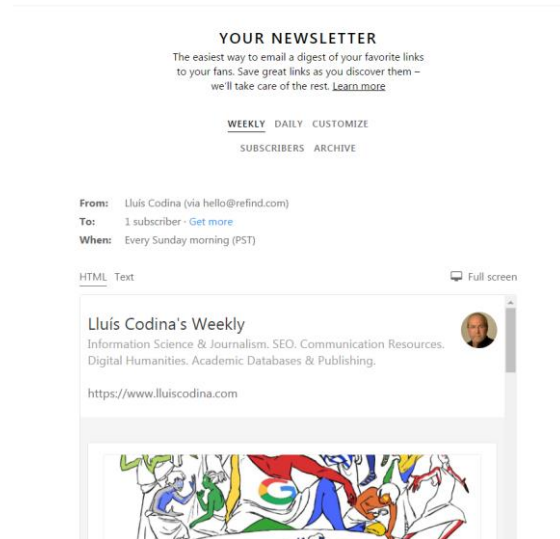 YOUR NEWSLETTER
The easiest way to email a digest of your favorite links
to your fans. Save great links as you discover them –
we'll take care of the rest. Learn more
WEEKLY DAILY CUSTOMIZE
SUBSCRIBERS ARCHIVE
From: Lluís Codina (via hello@refind.com)
To: 1 subscriber · Get more
When: Every Sunday morning (PST)
HTML Text Full screen
Lluís Codina's Weekly
Information Science & Journalism. SEO. Communication Resources.
Digital Humanities. Academic Databases & Publishing.
https://www.lluiscodina.com
G